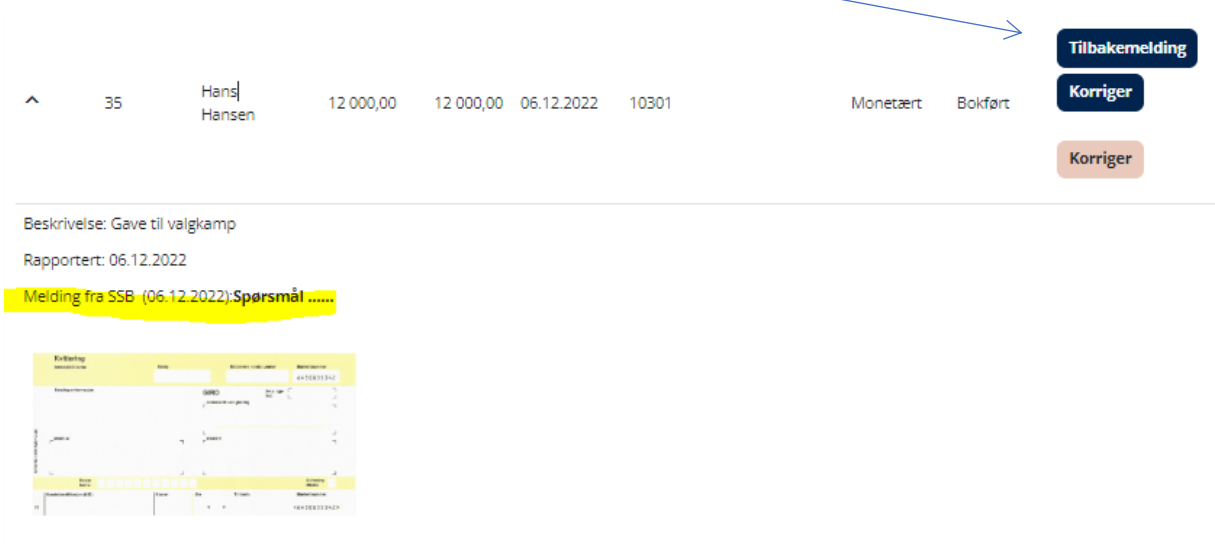 Tilbakemelding
35 Hans Hansen 12 000,00 12 000,00 06.12.2022 10301 Monetært Bokført
Korriger
Korriger
Beskrivelse: Gave til valgkamp
Rapportert: 06.12.2022
Melding fra SSB (06.12.2022):Spørsmål ......
Kvittering
GIRO